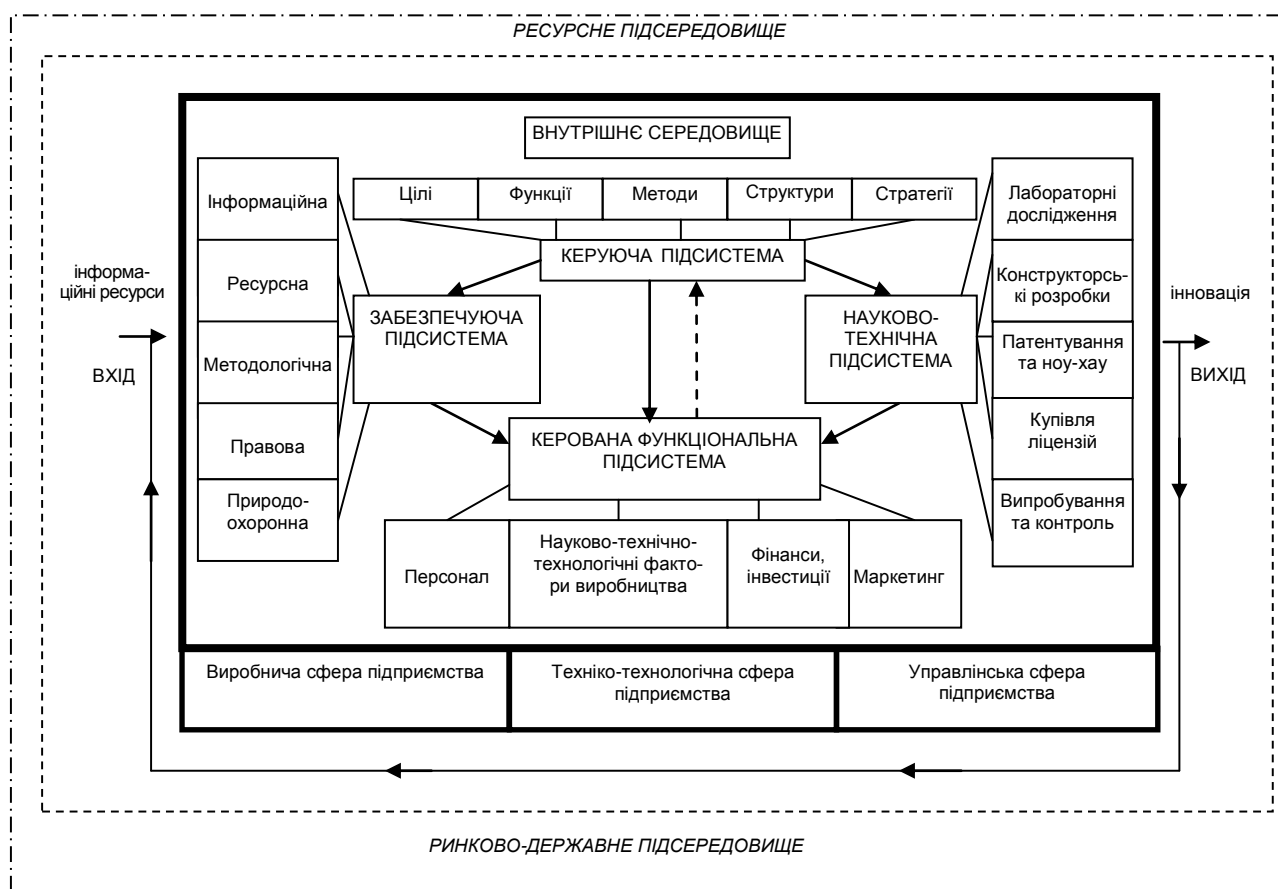 РЕСУРСНЕ ПІДСЕРЕДОВИЩЕ
ВНУТРІШНЄ СЕРЕДОВИЩЕ
Цілі
Функції
Методи
Структури
Стратегії
КЕРУЮЧА ПІДСИСТЕМА
інформа-
ційні ресурси
ВХІД
Інформаційна
Ресурсна
Методологічна
Правова
Природо-
охоронна
ЗАБЕЗПЕЧУЮЧА
ПІДСИСТЕМА
НАУКОВО-
ТЕХНІЧНА
ПІДСИСТЕМА
Лабораторні
дослідження
Конструкторсь-
кі розробки
Патентування
та ноу-хау
Купівля
ліцензій
Випробування
та контроль
інновація
ВИХІД
КЕРОВАНА ФУНКЦІОНАЛЬНА
ПІДСИСТЕМА
Персонал
Науково-технічно-
технологічні факто-
ри виробництва
Фінанси,
інвестиції
Маркетинг
Виробнича сфера підприємства
Техніко-технологічна сфера
підприємства
Управлінська сфера
підприємства
РИНКОВО-ДЕРЖАВНЕ ПІДСЕРЕДОВИЩЕ